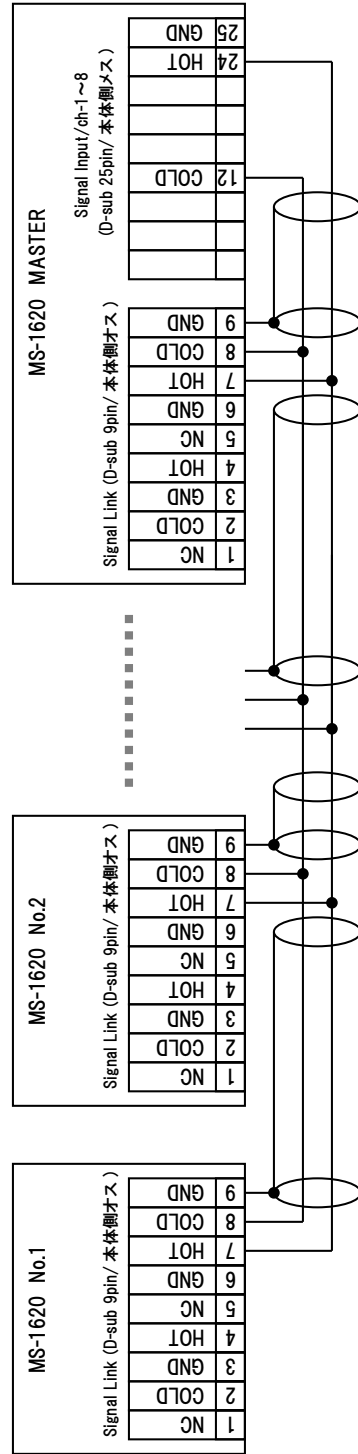 MS-1620 No.1
Signal Link (D-sub 9pin/ 本体側オス )
1 NC
2 COLD
3 GND
4 HOT
5 NC
6 GND
7 HOT
8 COLD
9 GND
MS-1620 No.2
Signal Link (D-sub 9pin/ 本体側オス )
1 NC
2 COLD
3 GND
4 HOT
5 NC
6 GND
7 HOT
8 COLD
9 GND
MS-1620 MASTER
Signal Link (D-sub 9pin/ 本体側オス )
1 NC
2 COLD
3 GND
4 HOT
5 NC
6 GND
7 HOT
8 COLD
9 GND
Signal Input/ch-1～8
(D-sub 25pin/ 本体側メス )
12 COLD
24 HOT
25 GND